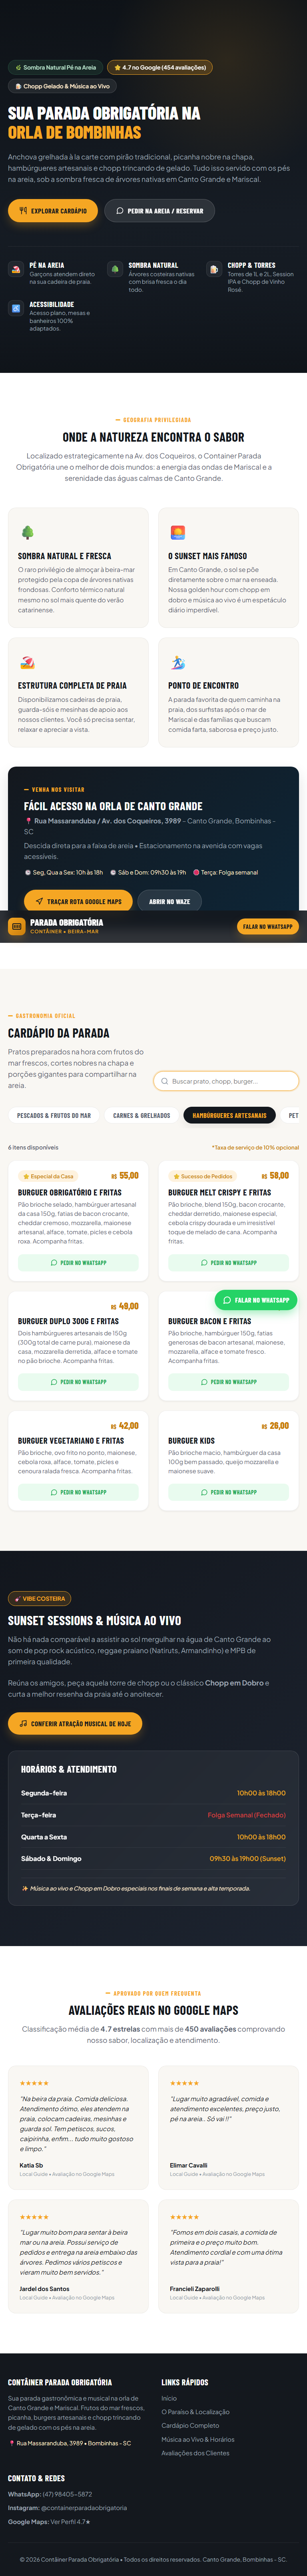 Sombra Natural Pé na Areia
4.7 no Google (454 avaliações)
Chopp Gelado & Música ao Vivo
SUA PARADA OBRIGATÓRIA NA
ORLA DE BOMBINHAS
Anchova grelhada à la carte com pirão tradicional, picanha nobre na chapa,
hambúrgueres artesanais e chopp trincando de gelado. Tudo isso servido com os pés
na areia, sob a sombra fresca de árvores nativas em Canto Grande e Mariscal.
EXPLORAR CARDÁPIO
PEDIR NA AREIA / RESERVAR
PÉ NA AREIA
Garçons atendem direto
na sua cadeira de praia.
SOMBRA NATURAL
Árvores costeiras nativas
com brisa fresca o dia
todo.
CHOPP & TORRES
Torres de 1L e 2L, Session
IPA e Chopp de Vinho
Rosé.
ACESSIBILIDADE
Acesso plano, mesas e
banheiros 100%
adaptados.
GEOGRAFIA PRIVILEGIADA
ONDE A NATUREZA ENCONTRA O SABOR
Localizado estrategicamente na Av. dos Coqueiros, o Container Parada
Obrigatória une o melhor de dois mundos: a energia das ondas de Mariscal e a
serenidade das águas calmas de Canto Grande.
SOMBRA NATURAL E FRESCA
O raro privilégio de almoçar à beira-mar
protegido pela copa de árvores nativas
frondosas. Conforto térmico natural
mesmo no sol mais quente do verão
catarinense.
O SUNSET MAIS FAMOSO
Em Canto Grande, o sol se põe
diretamente sobre o mar na enseada.
Nossa golden hour com chopp em
dobro e música ao vivo é um espetáculo
diário imperdível.
ESTRUTURA COMPLETA DE PRAIA
Disponibilizamos cadeiras de praia,
guarda-sóis e mesinhas de apoio aos
nossos clientes. Você só precisa sentar,
relaxar e apreciar a vista.
PONTO DE ENCONTRO
A parada favorita de quem caminha na
praia, dos surfistas após o mar de
Mariscal e das famílias que buscam
comida farta, saborosa e preço justo.
VENHA NOS VISITAR
FÁCIL ACESSO NA ORLA DE CANTO GRANDE
Rua Massaranduba / Av. dos Coqueiros, 3989 - Canto Grande, Bombinhas -
SC
Descida direta para a faixa de areia • Estacionamento na avenida com vagas
acessíveis.
Seg, Qua a Sex: 10h às 18h
Sáb e Dom: 09h30 às 19h
Terça: Folga semanal
TRAÇAR ROTA GOOGLE MAPS
ABRIR NO WAZE
PARADA OBRIGATÓRIA
CONTÊINER • BEIRA-MAR
FALAR NO WHATSAPP
GASTRONOMIA OFICIAL
CARDÁPIO DA PARADA
Pratos preparados na hora com frutos do
mar frescos, cortes nobres na chapa e
porções gigantes para compartilhar na
areia.
Buscar prato, chopp, burger...
PESCADOS & FRUTOS DO MAR
CARNES & GRELHADOS
HAMBÚRGUERES ARTESANAIS
PET
6 itens disponíveis
*Taxa de serviço de 10% opcional
Especial da Casa
R$ 55,00
BURGUER OBRIGATÓRIO E FRITAS
Pão brioche selado, hambúrguer artesanal
da casa 150g, fatias de bacon crocante,
cheddar cremoso, mozzarella, maionese
artesanal, alface, tomate, picles e cebola
roxa. Acompanha fritas.
PEDIR NO WHATSAPP
Sucesso de Pedidos
R$ 58,00
BURGUER MELT CRISPY E FRITAS
Pão brioche, blend 150g, bacon crocante,
cheddar derretido, maionese especial,
cebola crispy dourada e um irresistível
toque de melado de cana. Acompanha
fritas.
PEDIR NO WHATSAPP
R$ 48,00
BURGUER DUPLO 300G E FRITAS
Dois hambúrgueres artesanais de 150g
(300g total de carne pura), maionese da
casa, mozzarella derretida, alface e tomate
no pão brioche. Acompanha fritas.
PEDIR NO WHATSAPP
FALAR NO WHATSAPP
BURGUER BACON E FRITAS
Pão brioche, hambúrguer 150g, fatias
generosas de bacon artesanal, maionese,
mozzarella, alface e tomate fresco.
Acompanha fritas.
PEDIR NO WHATSAPP
R$ 42,00
BURGUER VEGETARIANO E FRITAS
Pão brioche, ovo frito no ponto, maionese,
cebola roxa, alface, tomate, picles e
cenoura ralada fresca. Acompanha fritas.
PEDIR NO WHATSAPP
R$ 26,00
BURGUER KIDS
Pão brioche macio, hambúrguer da casa
100g bem passado, queijo mozzarella e
maionese suave.
PEDIR NO WHATSAPP
VIBE COSTEIRA
SUNSET SESSIONS & MÚSICA AO VIVO
Não há nada comparável a assistir ao sol mergulhar na água de Canto Grande ao
som de pop rock acústico, reggae praiano (Natiruts, Armandinho) e MPB de
primeira qualidade.
Reúna os amigos, peça aquela torre de chopp ou o clássico Chopp em Dobro e
curta a melhor resenha da praia até o anoitecer.
CONFERIR ATRAÇÃO MUSICAL DE HOJE
HORÁRIOS & ATENDIMENTO
Segunda-feira
10h00 às 18h00
Terça-feira
Folga Semanal (Fechado)
Quarta a Sexta
10h00 às 18h00
Sábado & Domingo
09h30 às 19h00 (Sunset)
Música ao vivo e Chopp em Dobro especiais nos finais de semana e alta temporada.
APROVADO POR QUEM FREQUENTA
AVALIAÇÕES REAIS NO GOOGLE MAPS
Classificação média de 4.7 estrelas com mais de 450 avaliações comprovando
nosso sabor, localização e atendimento.
★★★★★
"Na beira da praia. Comida deliciosa.
Atendimento ótimo, eles atendem na
praia, colocam cadeiras, mesinhas e
guarda sol. Tem petiscos, sucos,
caipirinha, enfim... tudo muito gostoso
e limpo."
Katia Sb
Local Guide • Avaliação no Google Maps
★★★★★
"Lugar muito agradável, comida e
atendimento excelentes, preço justo,
pé na areia.. Só vai !!"
Elimar Cavalli
Local Guide • Avaliação no Google Maps
★★★★★
"Lugar muito bom para sentar à beira
mar ou na areia. Possui serviço de
pedidos e entrega na areia embaixo das
árvores. Pedimos vários petiscos e
vieram muito bem servidos."
Jardel dos Santos
Local Guide • Avaliação no Google Maps
★★★★★
"Fomos em dois casais, a comida de
primeira e o preço muito bom.
Atendimento cordial e com uma ótima
vista para a praia!"
Francieli Zaparolli
Local Guide • Avaliação no Google Maps
CONTÊINER PARADA OBRIGATÓRIA
Sua parada gastronômica e musical na orla de
Canto Grande e Mariscal. Frutos do mar frescos,
picanha, burgers artesanais e chopp trincando
de gelado com os pés na areia.
Rua Massaranduba, 3989 • Bombinhas - SC
LINKS RÁPIDOS
Início
O Paraíso & Localização
Cardápio Completo
Música ao Vivo & Horários
Avaliações dos Clientes
CONTATO & REDES
WhatsApp: (47) 98405-5872
Instagram: @containerparadaobrigatoria
Google Maps: Ver Perfil 4.7★
© 2026 Contêiner Parada Obrigatória • Todos os direitos reservados. Canto Grande, Bombinhas - SC.